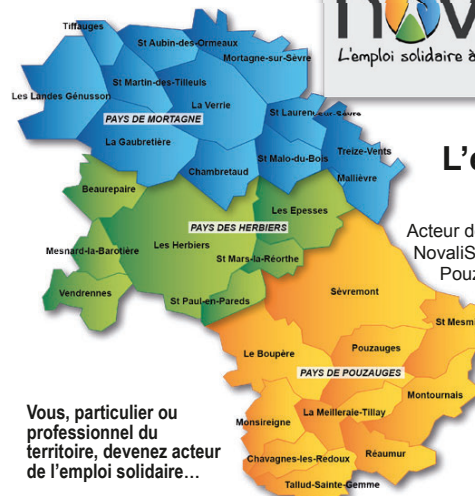 L'emploi solidaire à
Tiffauges
St Aubin-des-Ormeaux
Mortagne-sur-Sèvre
St Martin-des-Tilleuls
Les Landes Génusson
La Verrie
PAYS DE MORTAGNE
St Laurent-sur-Sèvre
La Gaubretière
Treize-Vents
St Malo-du-Bois
Chambretaud
Mallièvre
L'e
Beaurepaire
Les Epesses
PAYS DES HERBIERS
Acteur d
Mesnard-la-Barotière
Les Herbiers
NovaliS
St Mars-la-Réorthe
Pouz
Vendrennes
St Paul-en-Pareds
Sèvremont
St Mesm
Le Boupère
Pouzauges
PAYS DE POUZAUGES
Montournais
Vous, particulier ou
professionnel du
territoire, devenez acteur
de l'emploi solidaire…
Monsireigne
La Meilleraie-Tillay
Chavagnes-les-Redoux
Réaumur
Tallud-Sainte-Gemme